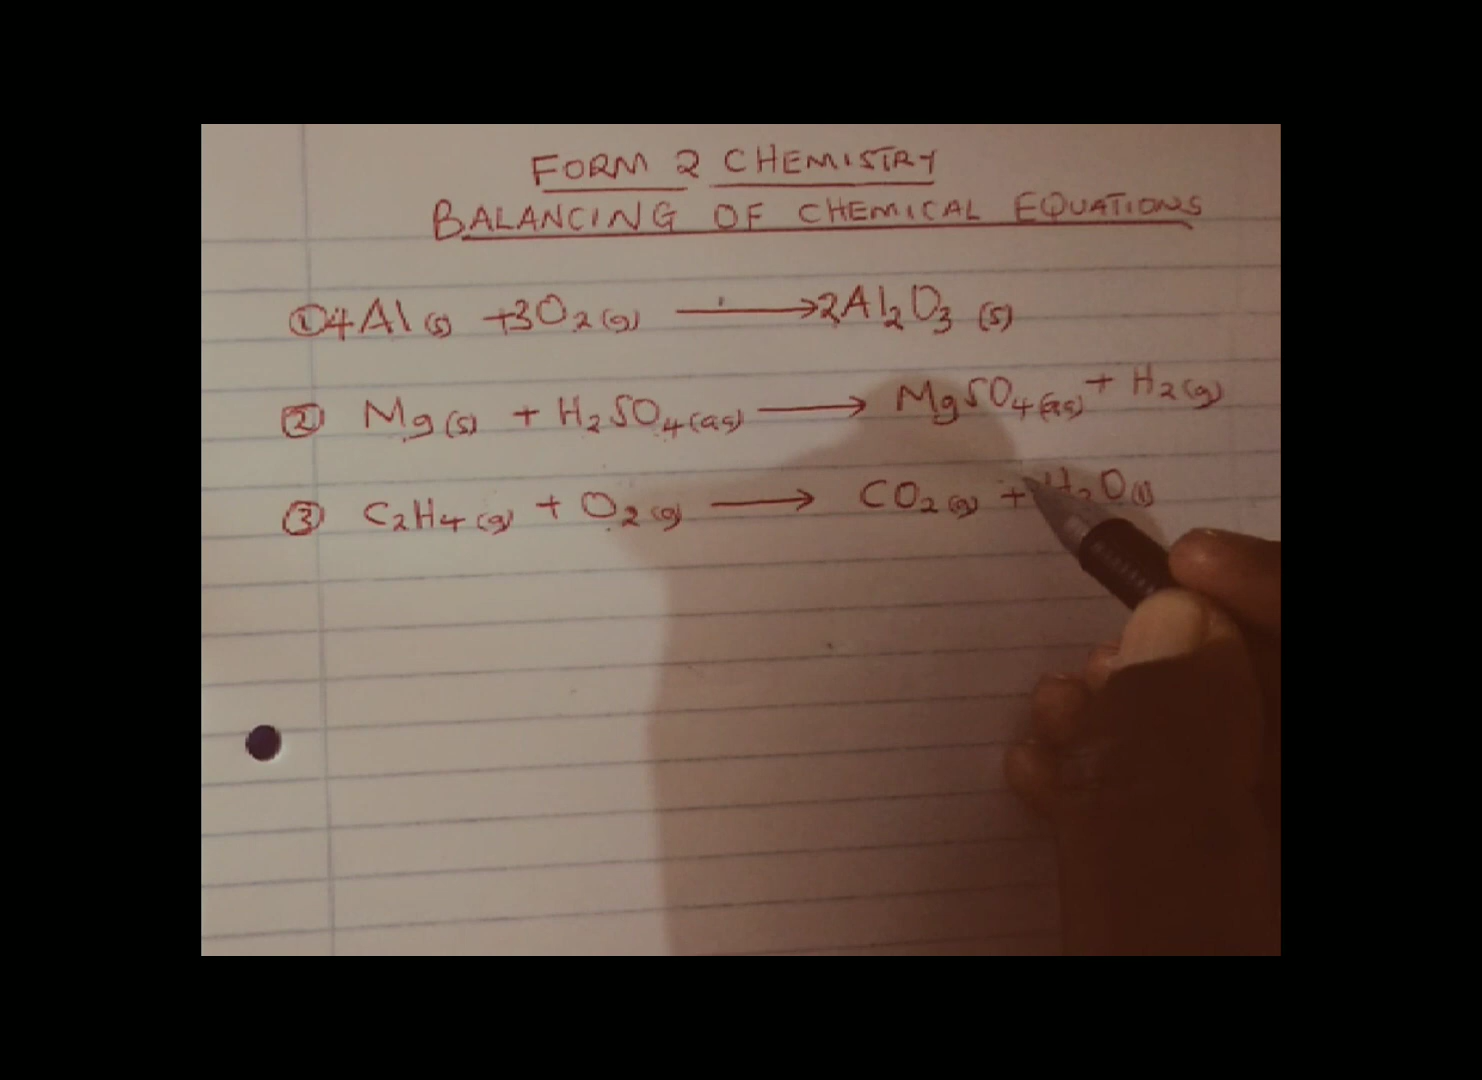 FORM 2 CHEMISTRY
BALANCING OF CHEMICAL EQUATIONS
① 4Al(s) + 3O₂(g) ⟶ 2Al₂O₃ (s)
② Mg(s) + H₂SO₄(aq) ⟶ MgSO₄(aq) + H₂(g)
③ C₂H₄(g) + O₂(g) ⟶ CO₂(g) + H₂O(l)